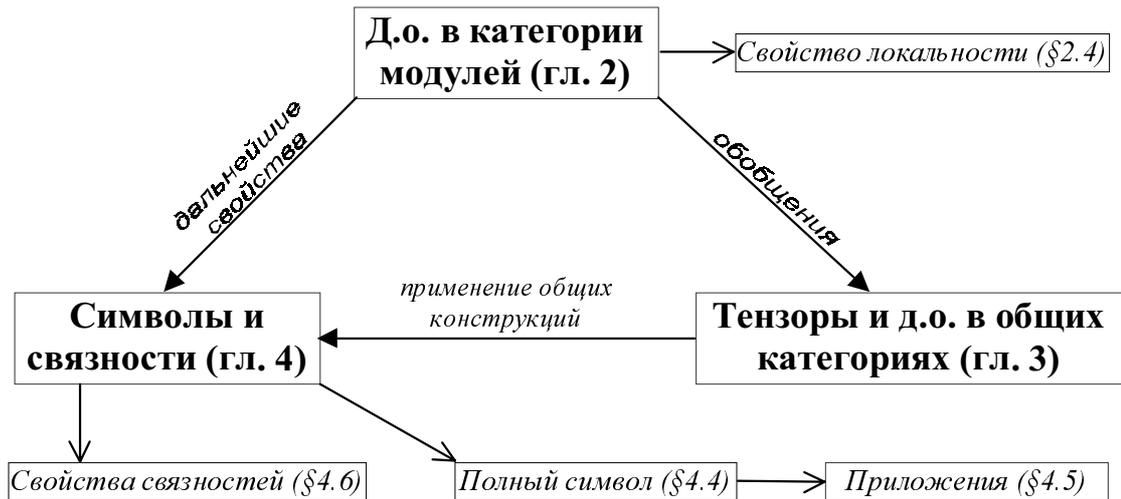 Д.о. в категории
модулей (гл. 2)
Свойство локальности (§2.4)
дальнейшие
свойства
обобщения
применение общих
конструкций
Символы и
связности (гл. 4)
Тензоры и д.о. в общих
категориях (гл. 3)
Свойства связностей (§4.6)
Полный символ (§4.4)
Приложения (§4.5)